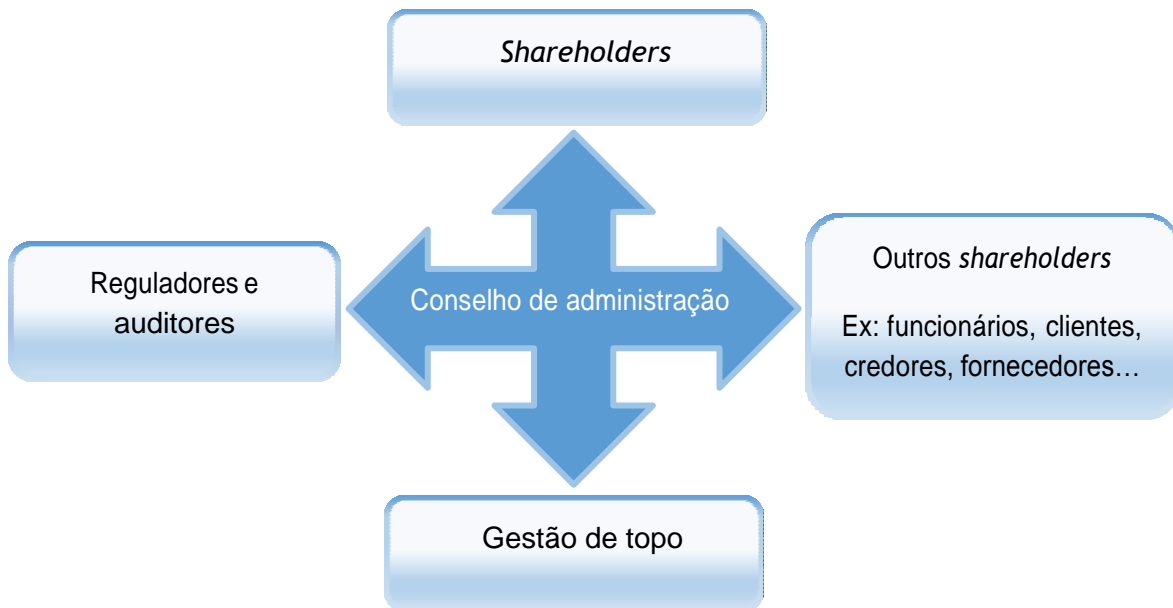 Shareholders
Reguladores e
auditores
Conselho de administração
Outros shareholders
Ex: funcionários, clientes,
credores, fornecedores…
Gestão de topo